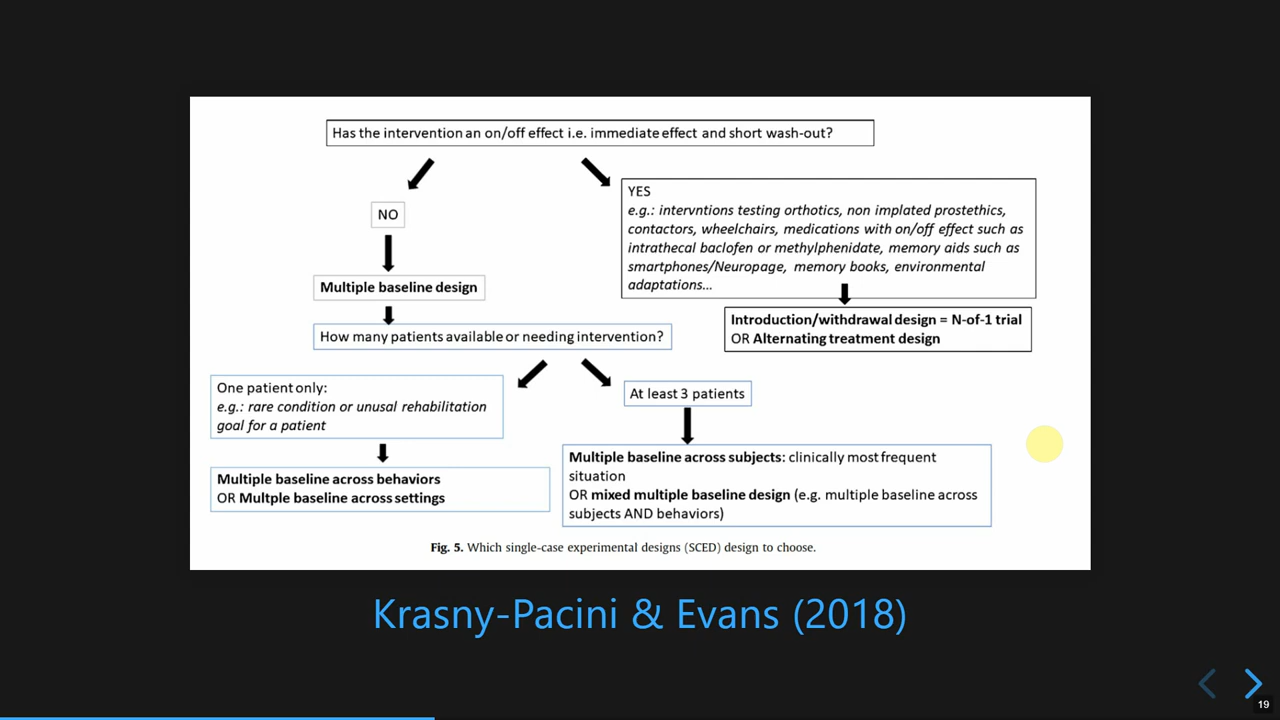 Has the intervention an on/off effect i.e. immediate effect and short wash-out?
NO
YES
e.g.: intervntions testing orthotics, non implated prostethics,
contactors, wheelchairs, medications with on/off effect such as
intrathecal baclofen or methylphenidate, memory aids such as
smartphones/Neuropage, memory books, environmental
adaptations...
Multiple baseline design
Introduction/withdrawal design = N-of-1 trial
OR Alternating treatment design
How many patients available or needing intervention?
One patient only:
e.g.: rare condition or unusual rehabilitation
goal for a patient
At least 3 patients
Multiple baseline across behaviors
OR Multple baseline across settings
Multiple baseline across subjects: clinically most frequent
situation
OR mixed multiple baseline design (e.g. multiple baseline across
subjects AND behaviors)
Fig. 5. Which single-case experimental designs (SCED) design to choose.
Krasny-Pacini & Evans (2018)
19